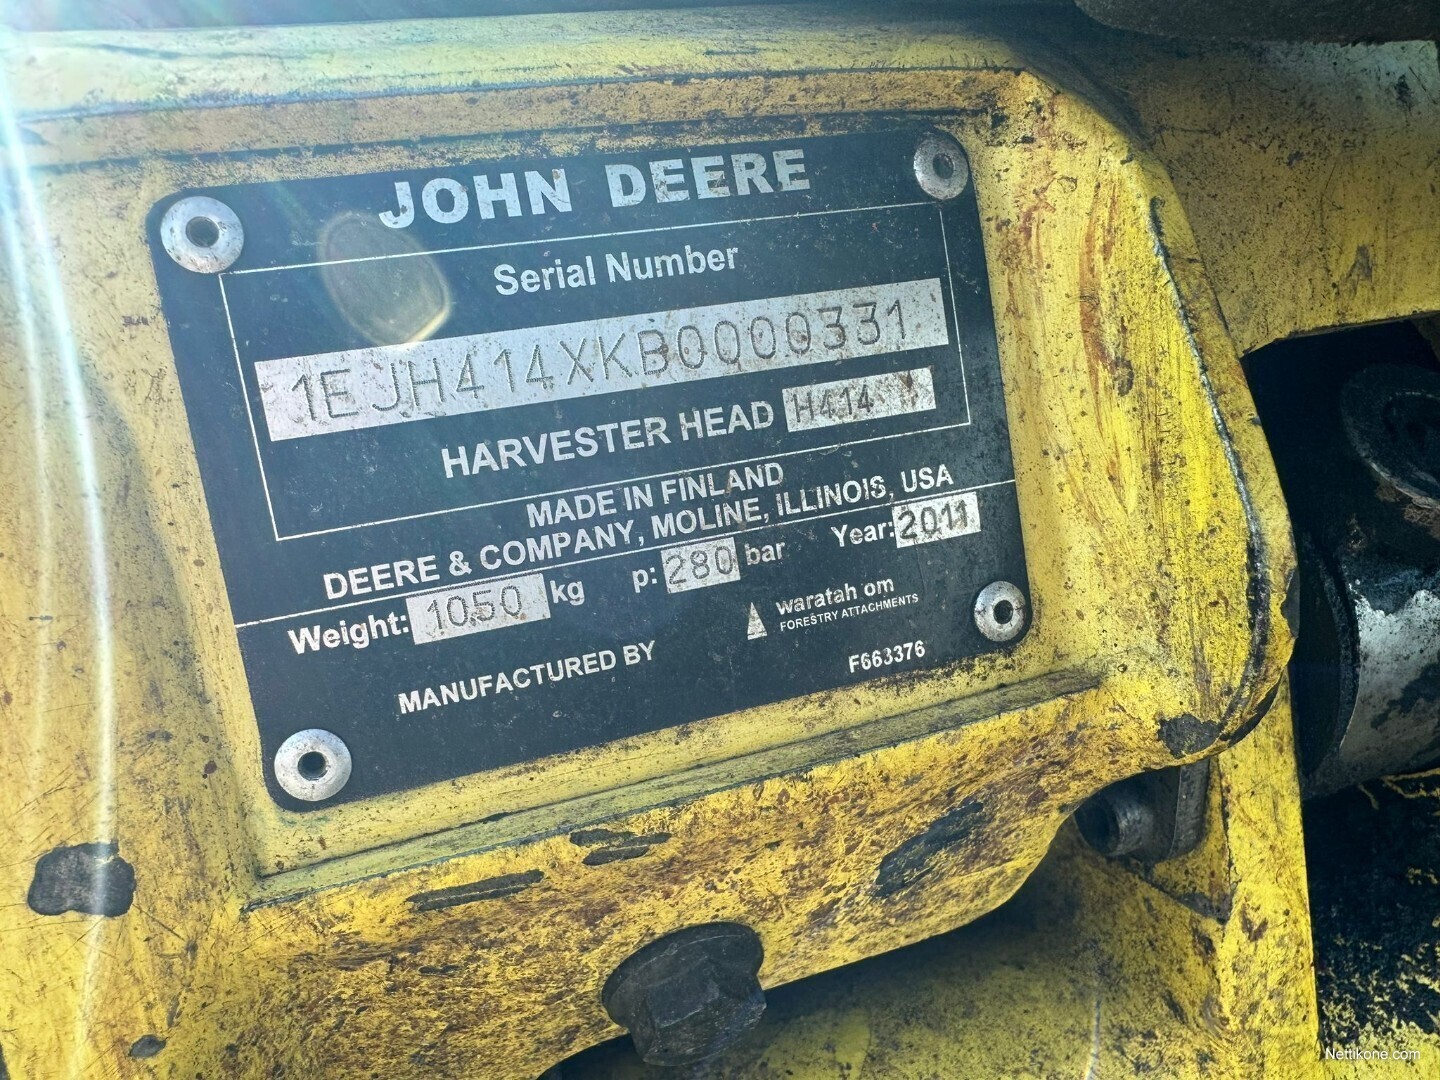 JOHN DEERE
Serial Number
1EJH414XKB0000331
HARVESTER HEAD H414
MADE IN FINLAND
DEERE & COMPANY, MOLINE, ILLINOIS, USA
Weight: 1050 kg p: 280 bar Year: 2011
MANUFACTURED BY
waratah om
FORESTRY ATTACHMENTS
F663376
Nettikone.com